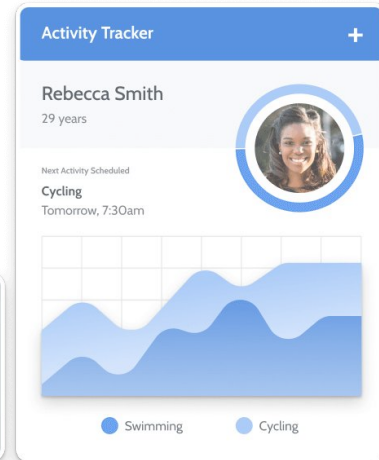 Activity Tracker +
Rebecca Smith
29 years
Next Activity Scheduled
Cycling
Tomorrow, 7:30am
Swimming
Cycling